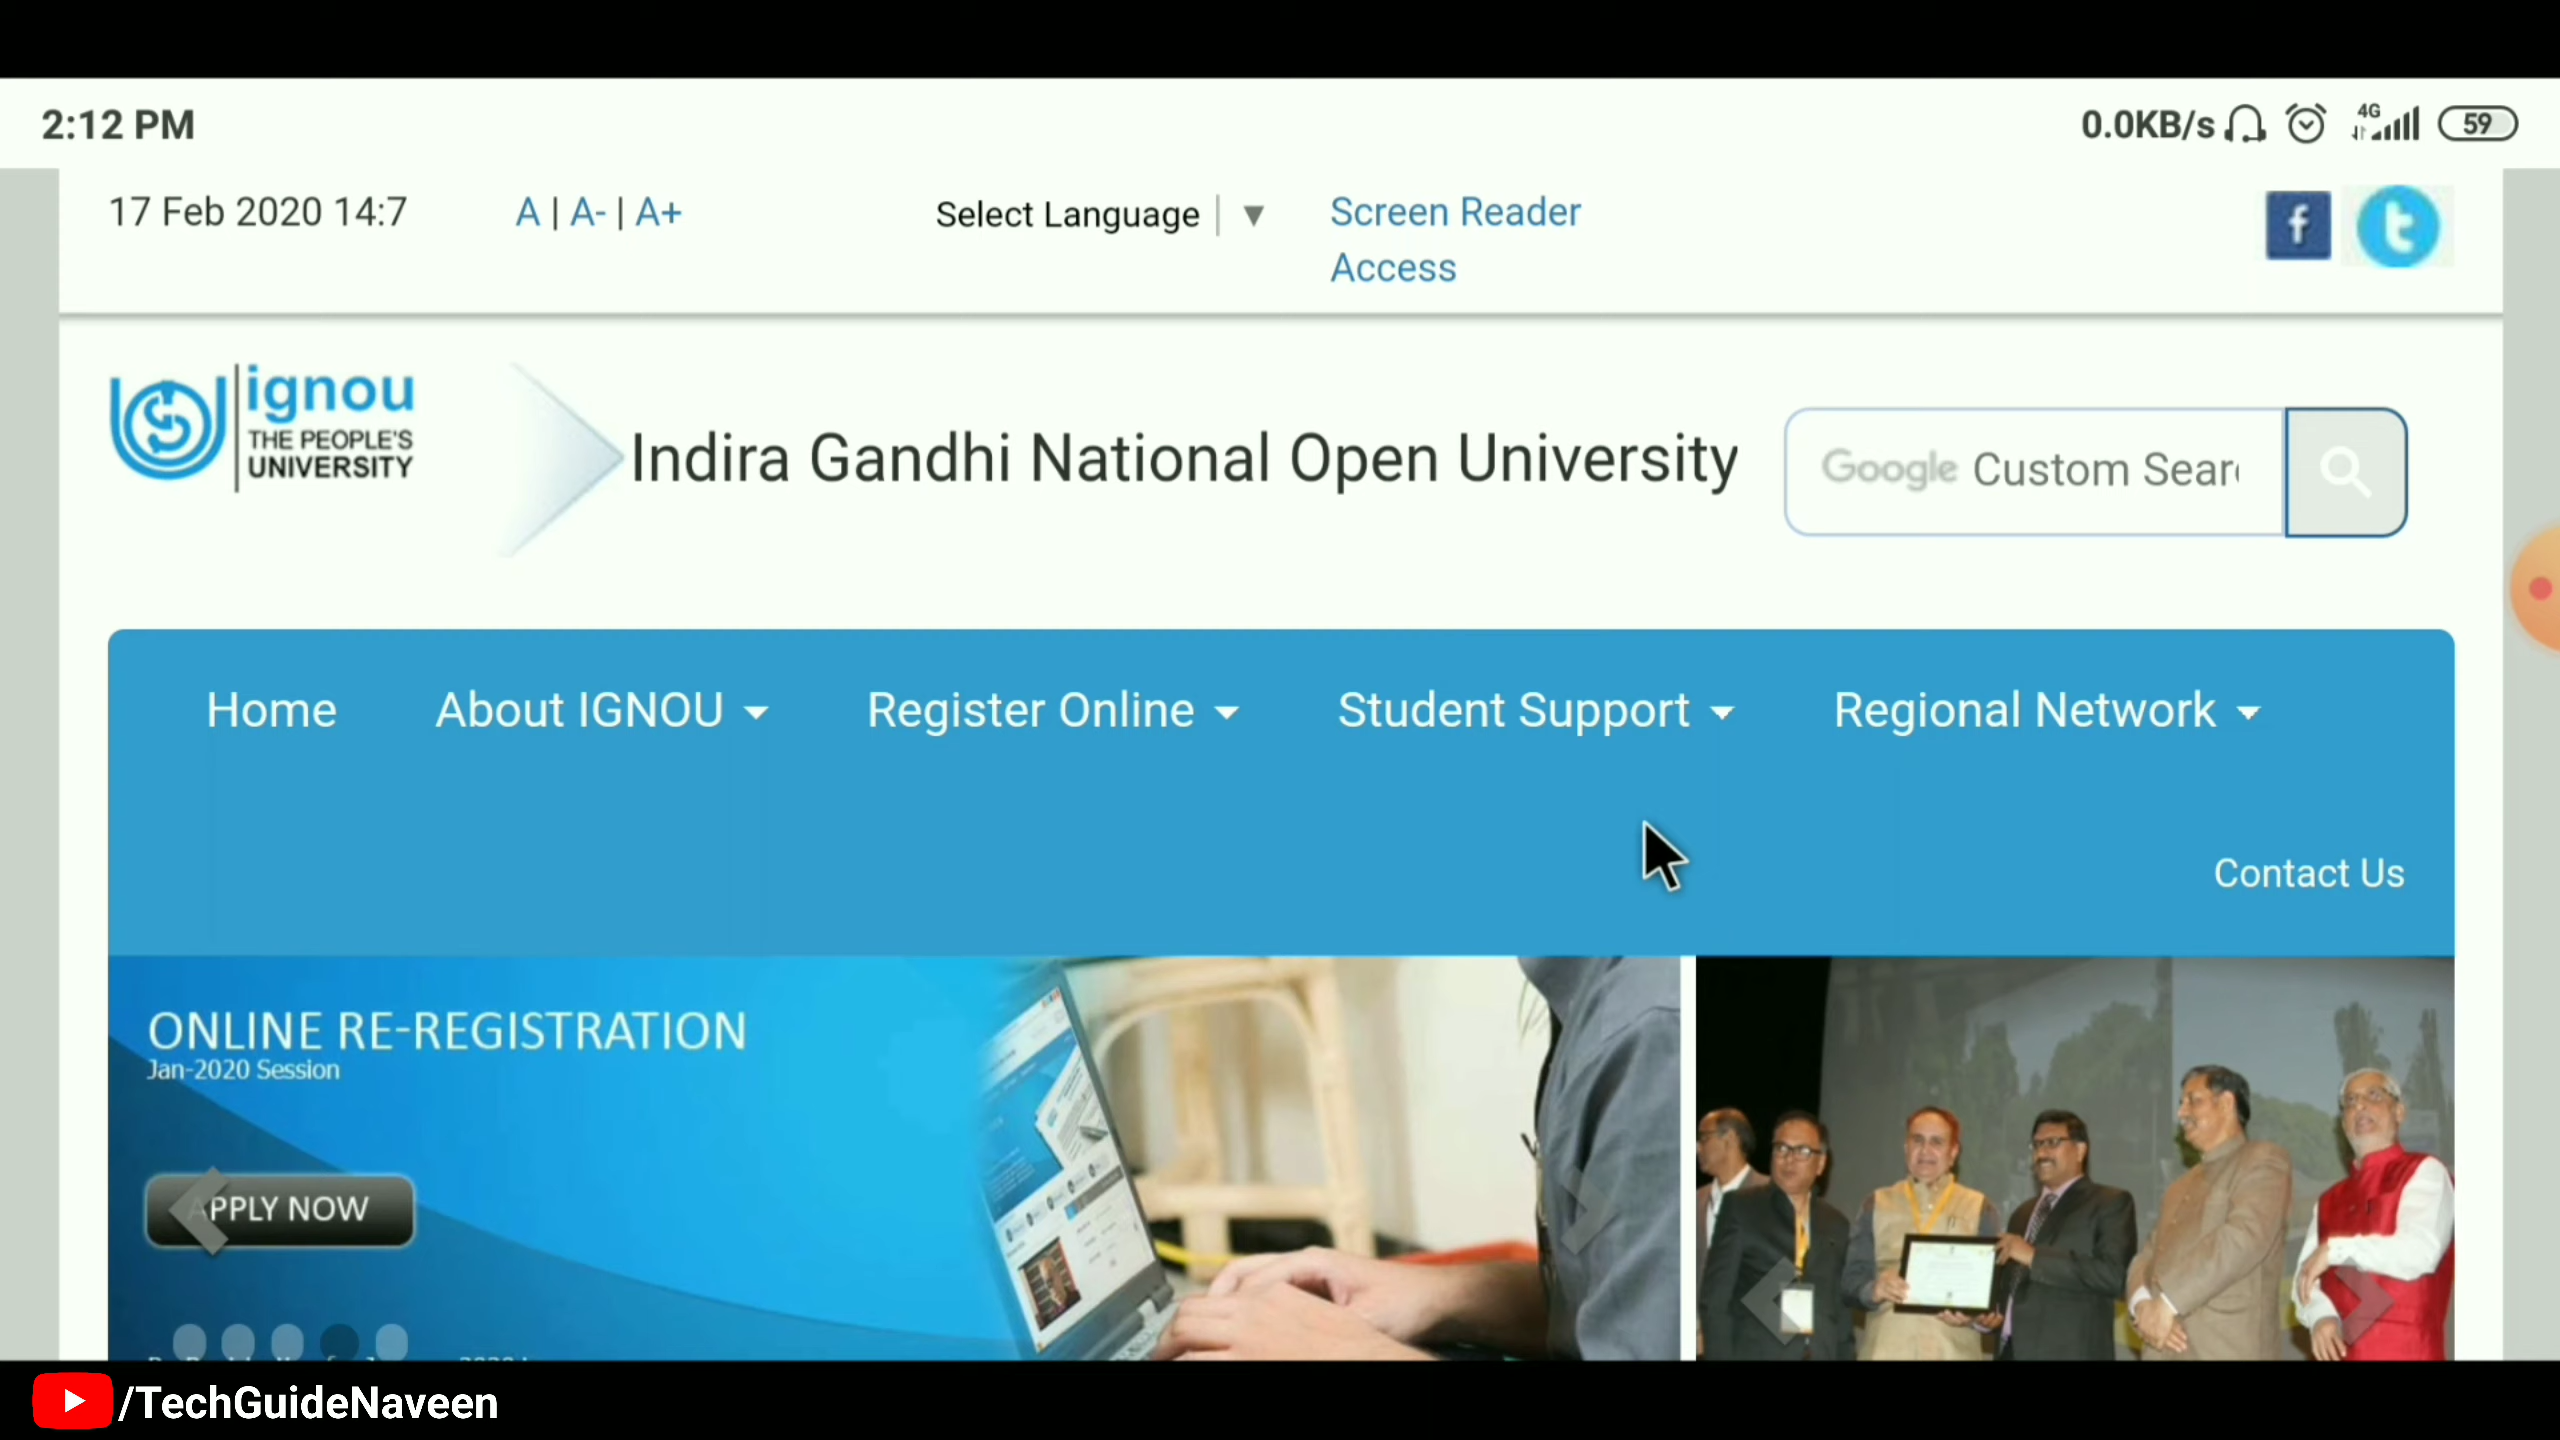 2:12 PM
0.0KB/s 4G 59
17 Feb 2020 14:7
A | A- | A+
Select Language ▼
Screen Reader
Access
ignou
THE PEOPLE'S
UNIVERSITY
Indira Gandhi National Open University
Google Custom Sear
Home
About IGNOU
Register Online
Student Support
Regional Network
Contact Us
ONLINE RE-REGISTRATION
Jan-2020 Session
APPLY NOW
/TechGuideNaveen